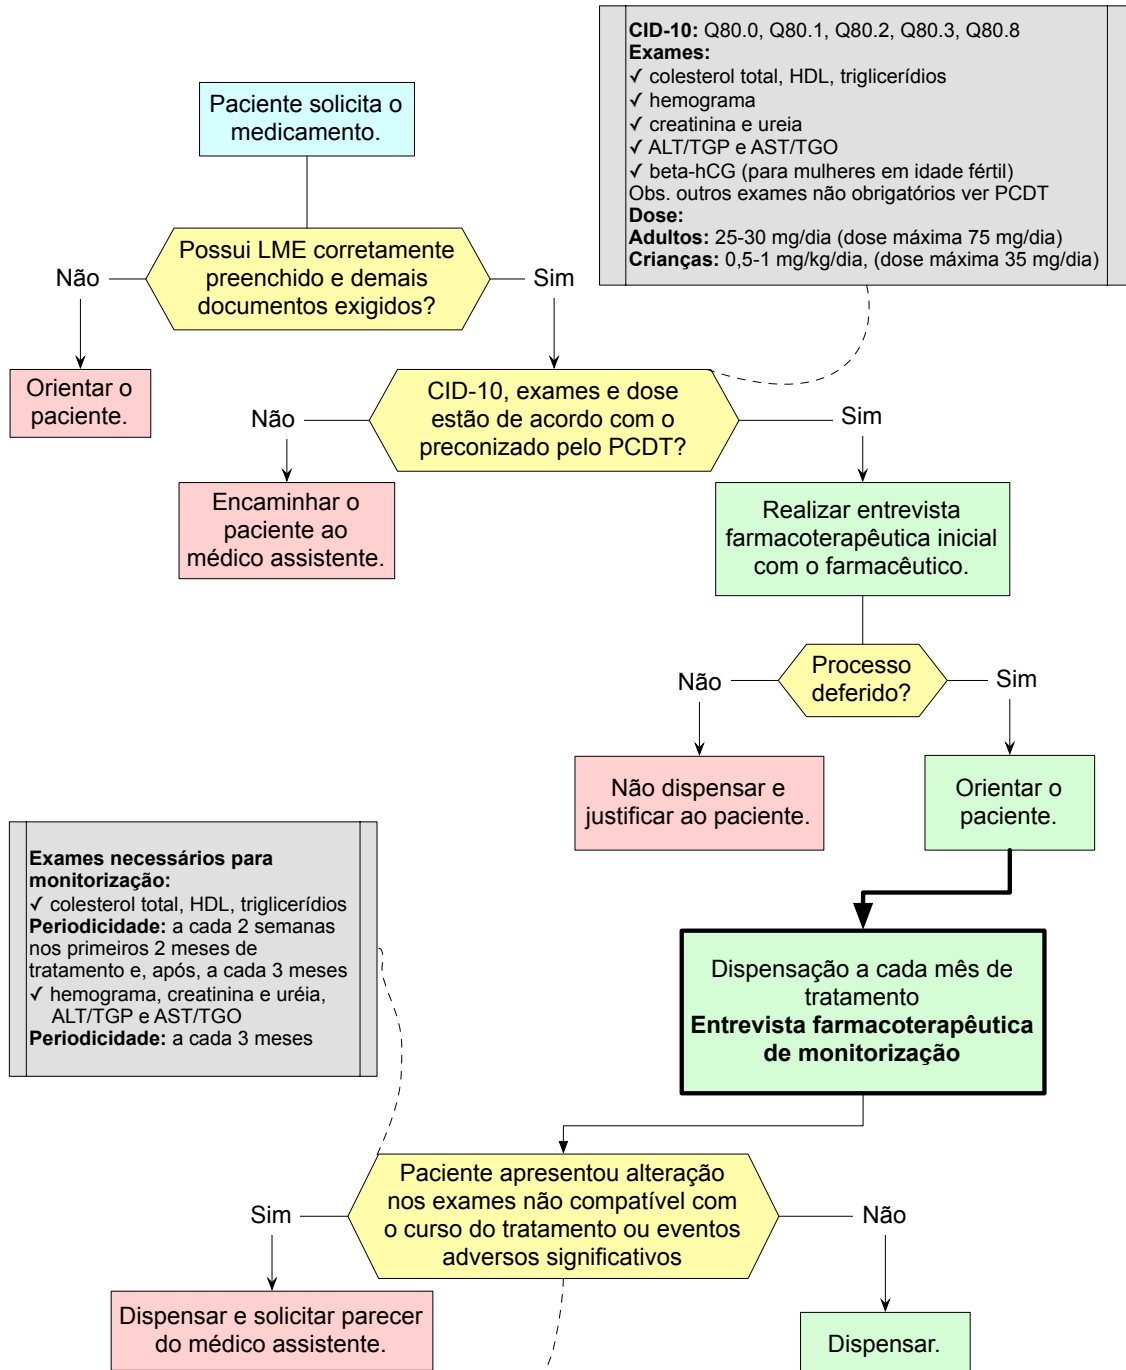 CID-10: Q80.0, Q80.1, Q80.2, Q80.3, Q80.8
Exames:
✓ colesterol total, HDL, triglicerídios
✓ hemograma
✓ creatinina e ureia
✓ ALT/TGP e AST/TGO
✓ beta-hCG (para mulheres em idade fértil)
Obs. outros exames não obrigatórios ver PCDT
Dose:
Adultos: 25-30 mg/dia (dose máxima 75 mg/dia)
Crianças: 0,5-1 mg/kg/dia, (dose máxima 35 mg/dia)
Paciente solicita o
medicamento.
Possui LME corretamente
preenchido e demais
documentos exigidos?
Não
Sim
Orientar o
paciente.
CID-10, exames e dose
estão de acordo com o
preconizado pelo PCDT?
Não
Sim
Encaminhar o
paciente ao
médico assistente.
Realizar entrevista
farmacoterapêutica inicial
com o farmacêutico.
Processo
deferido?
Não
Sim
Não dispensar e
justificar ao paciente.
Orientar o
paciente.
Exames necessários para
monitorização:
✓ colesterol total, HDL, triglicerídios
Periodicidade: a cada 2 semanas
nos primeiros 2 meses de
tratamento e, após, a cada 3 meses
✓ hemograma, creatinina e uréia,
ALT/TGP e AST/TGO
Periodicidade: a cada 3 meses
Dispensação a cada mês de
tratamento
Entrevista farmacoterapêutica
de monitorização
Paciente apresentou alteração
nos exames não compatível com
o curso do tratamento ou eventos
adversos significativos
Sim
Não
Dispensar e solicitar parecer
do médico assistente.
Dispensar.